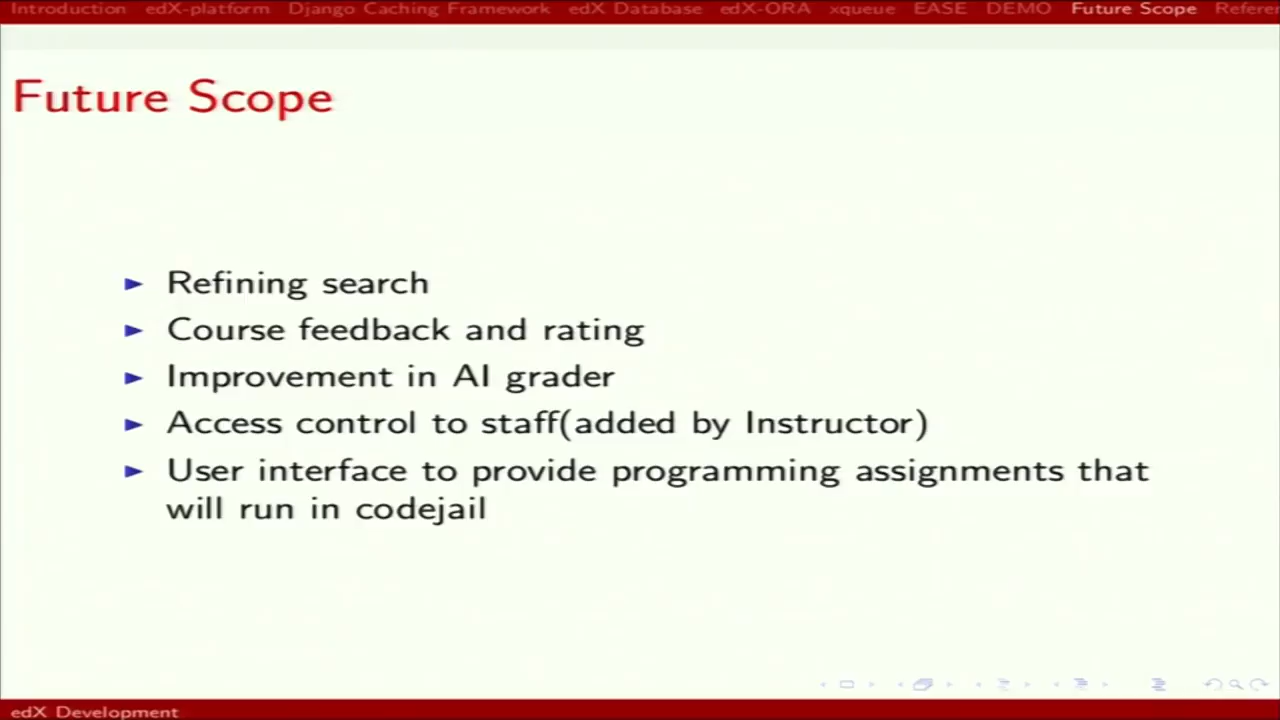 Introduction edX-platform Django Caching Framework edX Database edX-ORA xqueue EASE DEMO Future Scope
Future Scope
Refining search
Course feedback and rating
Improvement in AI grader
Access control to staff(added by Instructor)
User interface to provide programming assignments that
will run in codejail
edX Development